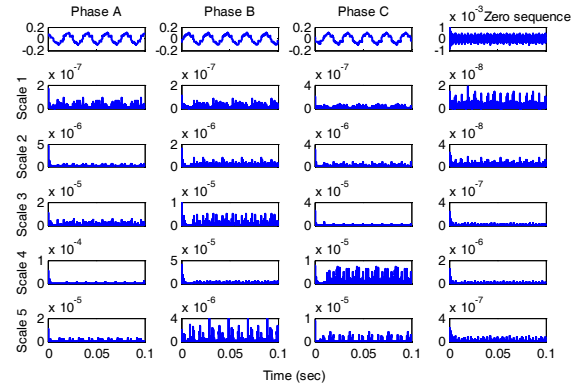 Phase A Phase B Phase C x 10^-3 Zero sequence
0.2 0.2 0.2 1
0 0 0 0
-0.2 -0.2 -0.2 -1
x 10^-7 x 10^-7 x 10^-7 x 10^-8
Scale 1
2 2 4 2
1 1 2 1
0 0 0 0
x 10^-6 x 10^-6 x 10^-6 x 10^-8
Scale 2
5 2 4 4
1 2 2
0 0 0 0
x 10^-5 x 10^-5 x 10^-5 x 10^-7
Scale 3
2 1 4 4
1 0.5 2 2
0 0 0 0
x 10^-4 x 10^-5 x 10^-5 x 10^-6
Scale 4
1 5 1 2
0.5 0.5 1
0 0 0 0
x 10^-5 x 10^-6 x 10^-5 x 10^-7
Scale 5
2 4 1 4
1 2 0.5 2
0 0 0 0
0 0.05 0.1 0 0.05 0.1 0 0.05 0.1 0 0.05 0.1
Time (sec)